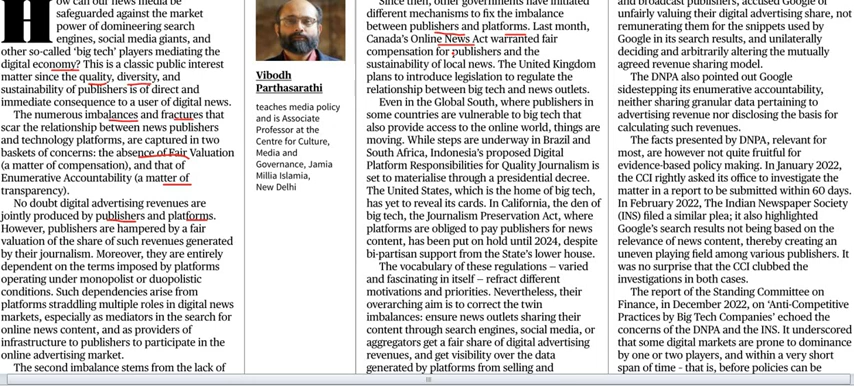 How can our news media be
safeguarded against the market
power of domineering search
engines, social media giants, and
other so-called 'big tech' players mediating the
digital economy? This is a classic public interest
matter since the quality, diversity, and
sustainability of publishers is of direct and
immediate consequence to a user of digital news.
The numerous imbalances and fractures that
scar the relationship between news publishers
and technology platforms, are captured in two
baskets of concerns: the absence of Fair Valuation
(a matter of compensation), and that of
Enumerative Accountability (a matter of
transparency).
No doubt digital advertising revenues are
jointly produced by publishers and platforms.
However, publishers are hampered by a fair
valuation of the share of such revenues generated
by their journalism. Moreover, they are entirely
dependent on the terms imposed by platforms
operating under monopolist or duopolistic
conditions. Such dependencies arise from
platforms straddling multiple roles in digital news
markets, especially as mediators in the search for
online news content, and as providers of
infrastructure to publishers to participate in the
online advertising market.
The second imbalance stems from the lack of
Vibodh
Parthasarathi
teaches media policy
and is Associate
Professor at the
Centre for Culture,
Media and
Governance, Jamia
Millia Islamia,
New Delhi
Since then, other governments have initiated
different mechanisms to fix the imbalance
between publishers and platforms. Last month,
Canada's Online News Act warranted fair
compensation for publishers and the
sustainability of local news. The United Kingdom
plans to introduce legislation to regulate the
relationship between big tech and news outlets.
Even in the Global South, where publishers in
some countries are vulnerable to big tech that
also provide access to the online world, things are
moving. While steps are underway in Brazil and
South Africa, Indonesia's proposed Digital
Platform Responsibilities for Quality Journalism is
set to materialise through a presidential decree.
The United States, which is the home of big tech,
has yet to reveal its cards. In California, the den of
big tech, the Journalism Preservation Act, where
platforms are obliged to pay publishers for news
content, has been put on hold until 2024, despite
bi-partisan support from the State's lower house.
The vocabulary of these regulations – varied
and fascinating in itself – refract different
motivations and priorities. Nevertheless, their
overarching aim is to correct the twin
imbalances: ensure news outlets sharing their
content through search engines, social media, or
aggregators get a fair share of digital advertising
revenues, and get visibility over the data
generated by platforms from selling and
and broadcast publishers, accused Google of
unfairly valuing their digital advertising share, not
remunerating them for the snippets used by
Google in its search results, and unilaterally
deciding and arbitrarily altering the mutually
agreed revenue sharing model.
The DNPA also pointed out Google
sidestepping its enumerative accountability,
neither sharing granular data pertaining to
advertising revenue nor disclosing the basis for
calculating such revenues.
The facts presented by DNPA, relevant for
most, are however not quite fruitful for
evidence-based policy making. In January 2022,
the CCI rightly asked its office to investigate the
matter in a report to be submitted within 60 days.
In February 2022, The Indian Newspaper Society
(INS) filed a similar plea; it also highlighted
Google's search results not being based on the
relevance of news content, thereby creating an
uneven playing field among various publishers. It
was no surprise that the CCI clubbed the
investigations in both cases.
The report of the Standing Committee on
Finance, in December 2022, on 'Anti-Competitive
Practices by Big Tech Companies' echoed the
concerns of the DNPA and the INS. It underscored
that some digital markets are prone to dominance
by one or two players, and within a very short
span of time – that is, before policies can be